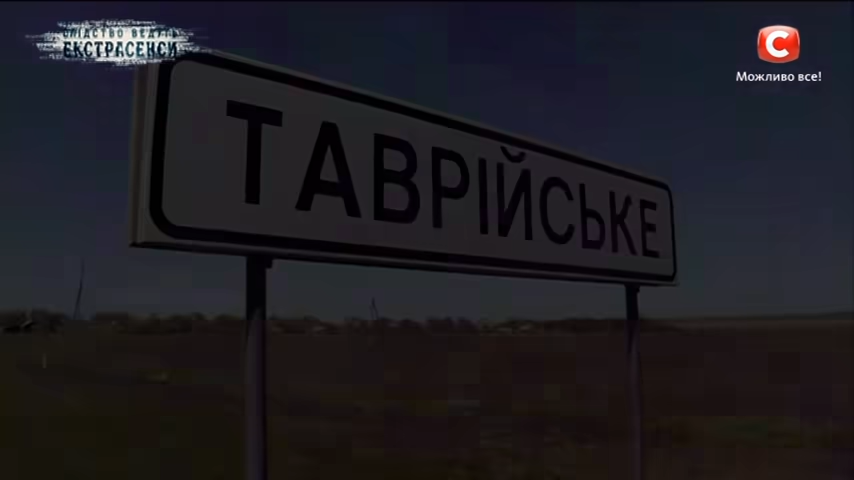 СЛІДСТВО ВЕДУТЬ
ЕКСТРАСЕНСИ
С
Можливо все!
ТАВРІЙСЬКЕ